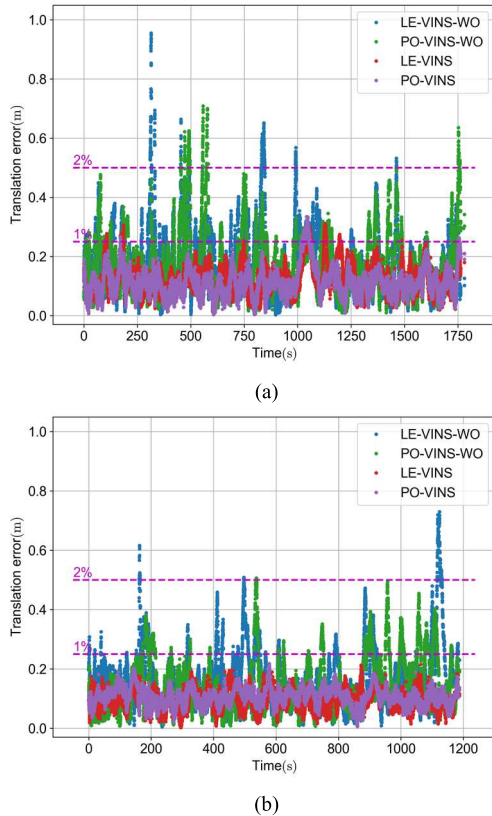 1.0
0.8
0.6
0.4
0.2
0.0
Translation error(m)
2%
1%
LE-VINS-WO
PO-VINS-WO
LE-VINS
PO-VINS
0 250 500 750 1000 1250 1500 1750
Time(s)
(a)
1.0
0.8
0.6
0.4
0.2
0.0
Translation error(m)
2%
1%
LE-VINS-WO
PO-VINS-WO
LE-VINS
PO-VINS
0 200 400 600 800 1000 1200
Time(s)
(b)